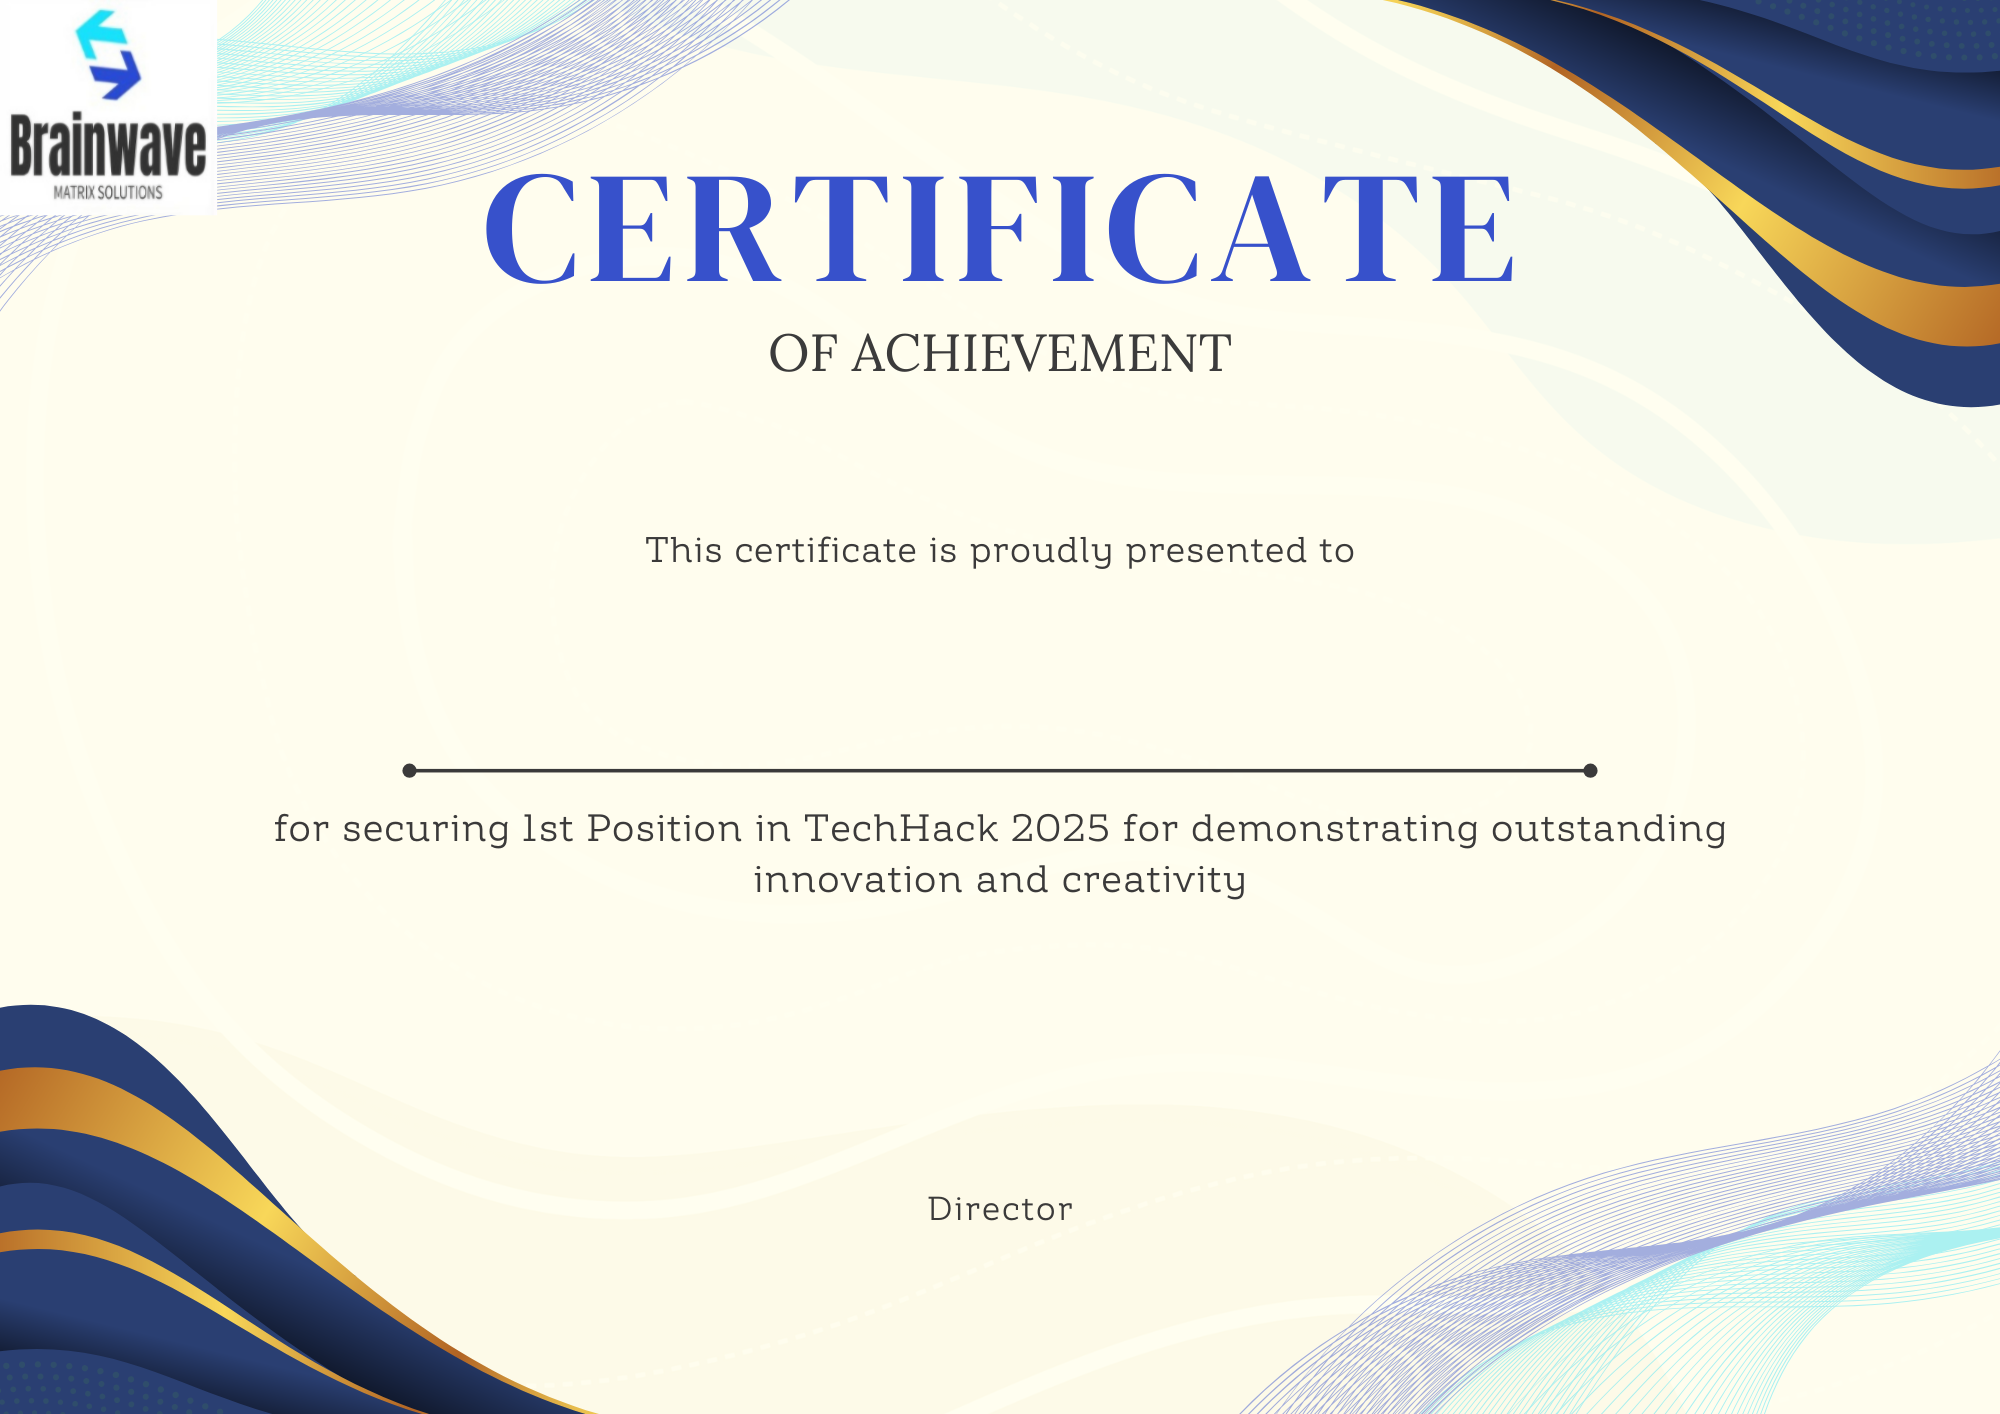 Brainwave
MATRIX SOLUTIONS
CERTIFICATE
OF ACHIEVEMENT
This certificate is proudly presented to
for securing 1st Position in TechHack 2025 for demonstrating outstanding
innovation and creativity
Director